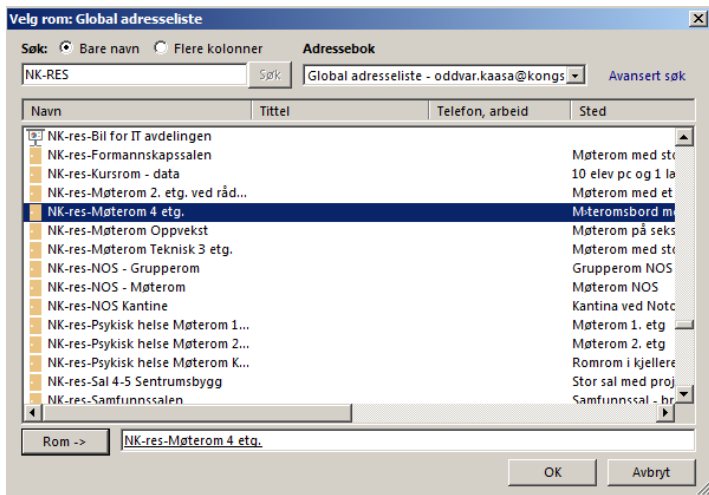 Velg rom: Global adresseliste
Søk: Bare navn Flere kolonner Adressebok
NK-RES Søk Global adresseliste - oddvar.kaasa@kongs Avansert søk
Navn Tittel Telefon, arbeid Sted
NK-res-Bil for IT avdelingen
NK-res-Formannskapssalen Møterom med sto
NK-res-Kursrom - data 10 elev pc og 1 la
NK-res-Møterom 2. etg. ved råd... Møterom med et
NK-res-Møterom 4 etg. Møteromsbord me
NK-res-Møterom Oppvekst Møterom på seks
NK-res-Møterom Teknisk 3 etg. Møterom med sto
NK-res-NOS - Grupperom Grupperom NOS
NK-res-NOS - Møterom Møterom NOS
NK-res-NOS Kantine Kantina ved Noto
NK-res-Psykisk helse Møterom 1... Møterom 1. etg
NK-res-Psykisk helse Møterom 2... Møterom 2. etg
NK-res-Psykisk helse Møterom K... Romrom i kjellere
NK-res-Sal 4-5 Sentrumsbygg Stor sal med proj
NK-res-Samfunnssalen Samfunnssal - br
Rom -> NK-res-Møterom 4 etg.
OK Avbryt